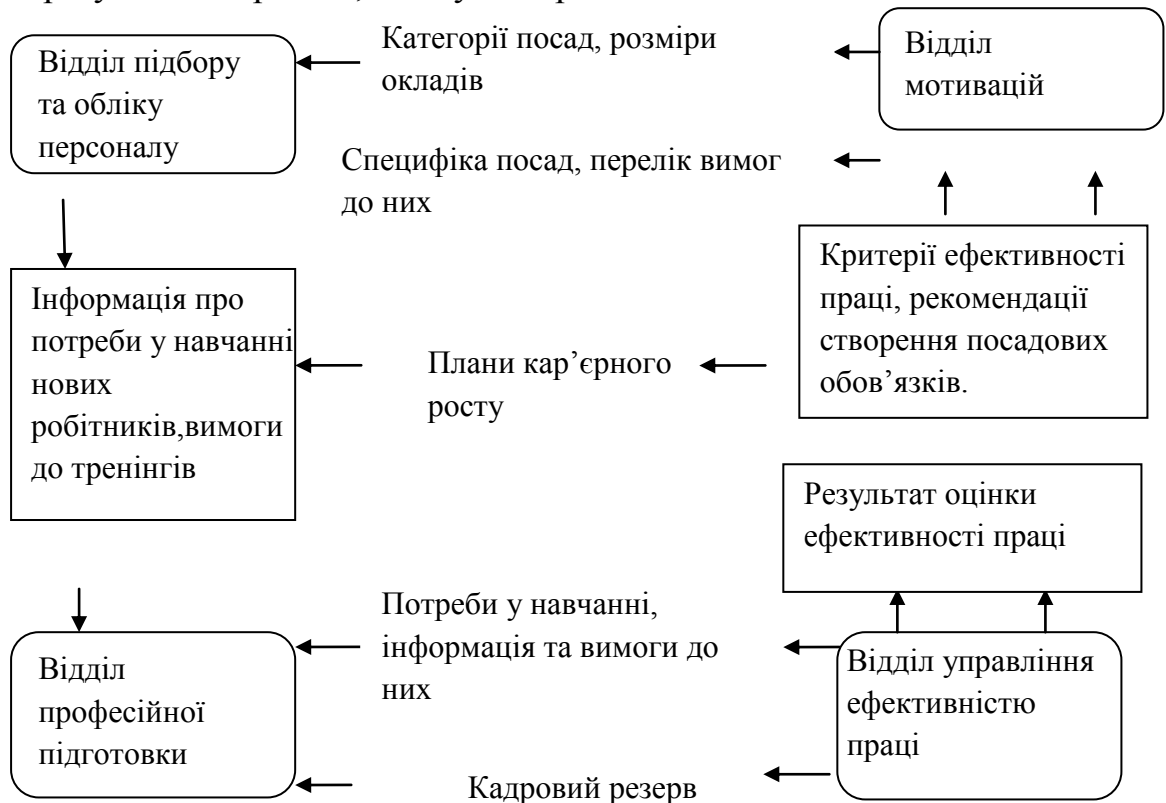 Відділ підбору
та обліку
персоналу
Категорії посад, розміри
окладів
Відділ
мотивацій
Специфіка посад, перелік вимог
до них
Інформація про
потреби у навчанні
нових
робітників,вимоги
до тренінгів
Плани кар’єрного
росту
Критерії ефективності
праці, рекомендації
створення посадових
обов’язків.
Результат оцінки
ефективності праці
Відділ
професійної
підготовки
Потреби у навчанні,
інформація та вимоги до
них
Відділ управління
ефективністю
праці
Кадровий резерв